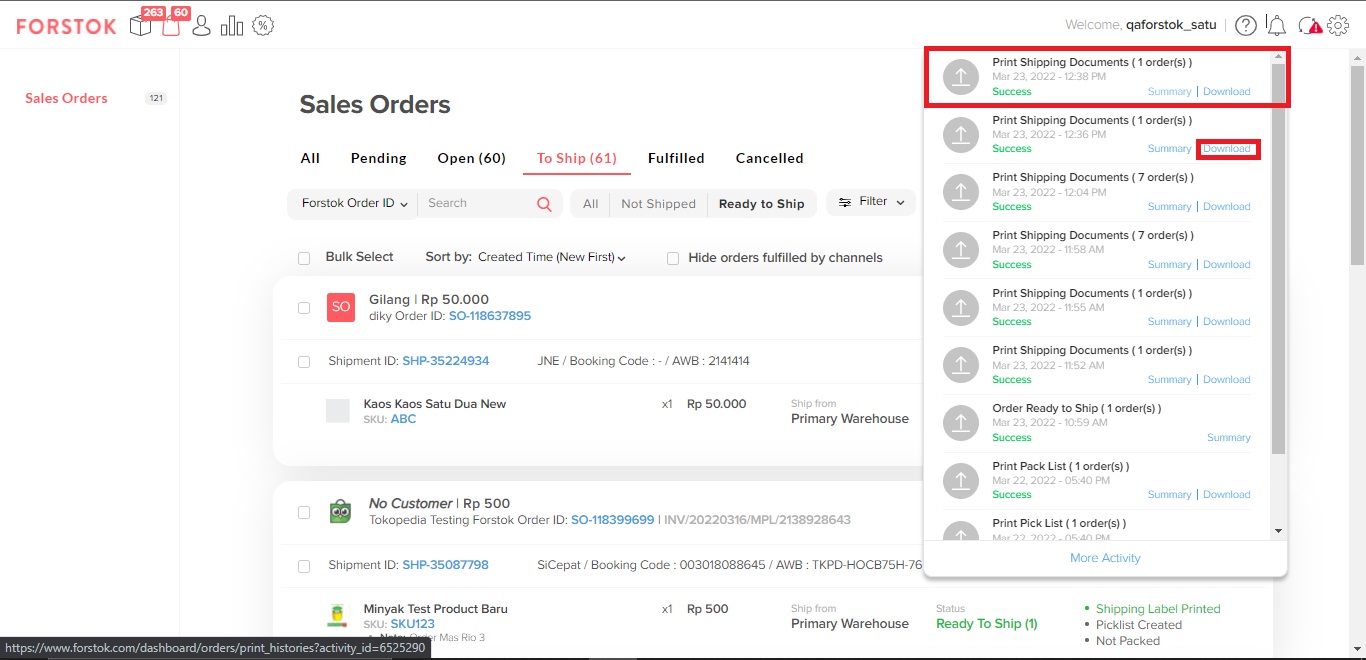 FORSTOK
263
60
Welcome, qaforstok_satu
Sales Orders
121
Sales Orders
All
Pending
Open (60)
To Ship (61)
Fulfilled
Cancelled
Forstok Order ID
Search
All
Not Shipped
Ready to Ship
Filter
Bulk Select
Sort by: Created Time (New First)
Hide orders fulfilled by channels
SO
Gilang | Rp 50.000
diky Order ID: SO-118637895
Shipment ID: SHP-35224934
JNE / Booking Code : - / AWB : 2141414
Kaos Kaos Satu Dua New
SKU: ABC
x1
Rp 50.000
Ship from
Primary Warehouse
No Customer | Rp 500
Tokopedia Testing Forstok Order ID: SO-118399699 | INV/20220316/MPL/2138928643
Shipment ID: SHP-35087798
SiCepat / Booking Code : 003018088645 / AWB : TKPD-HOCB75H-76
Minyak Test Product Baru
SKU: SKU123
Note: Order Mas Rio 3
x1
Rp 500
Ship from
Primary Warehouse
Status
Ready To Ship (1)
Shipping Label Printed
Picklist Created
Not Packed
Print Shipping Documents ( 1 order(s) )
Mar 23, 2022 - 12:38 PM
Success
Summary | Download
Print Shipping Documents ( 1 order(s) )
Mar 23, 2022 - 12:36 PM
Success
Summary
Download
Print Shipping Documents ( 7 order(s) )
Mar 23, 2022 - 12:04 PM
Success
Summary | Download
Print Shipping Documents ( 7 order(s) )
Mar 23, 2022 - 11:58 AM
Success
Summary | Download
Print Shipping Documents ( 1 order(s) )
Mar 23, 2022 - 11:55 AM
Success
Summary | Download
Print Shipping Documents ( 1 order(s) )
Mar 23, 2022 - 11:52 AM
Success
Summary | Download
Order Ready to Ship ( 1 order(s) )
Mar 23, 2022 - 10:59 AM
Success
Summary
Print Pack List ( 1 order(s) )
Mar 22, 2022 - 05:40 PM
Success
Summary | Download
Print Pick List ( 1 order(s) )
Mar 22, 2022 - 05:40 PM
More Activity
https://www.forstok.com/dashboard/orders/print_histories?activity_id=6525290